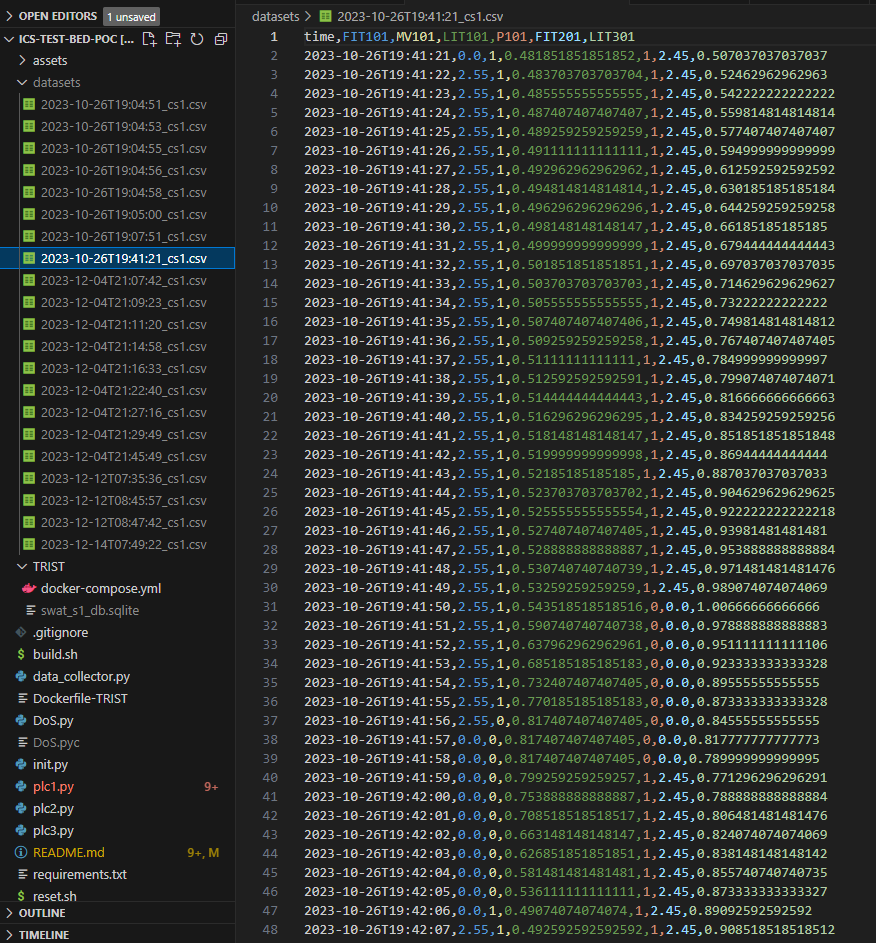 OPEN EDITORS 1 unsaved
ICS-TEST-BED-POC [...
assets
datasets
2023-10-26T19:04:51_cs1.csv
2023-10-26T19:04:53_cs1.csv
2023-10-26T19:04:55_cs1.csv
2023-10-26T19:04:56_cs1.csv
2023-10-26T19:04:58_cs1.csv
2023-10-26T19:05:00_cs1.csv
2023-10-26T19:07:51_cs1.csv
2023-10-26T19:41:21_cs1.csv
2023-12-04T21:07:42_cs1.csv
2023-12-04T21:09:23_cs1.csv
2023-12-04T21:11:20_cs1.csv
2023-12-04T21:14:58_cs1.csv
2023-12-04T21:16:33_cs1.csv
2023-12-04T21:22:40_cs1.csv
2023-12-04T21:27:16_cs1.csv
2023-12-04T21:29:49_cs1.csv
2023-12-04T21:45:49_cs1.csv
2023-12-12T07:35:36_cs1.csv
2023-12-12T08:45:57_cs1.csv
2023-12-12T08:47:42_cs1.csv
2023-12-14T07:49:22_cs1.csv
TRIST
docker-compose.yml
swat_s1_db.sqlite
.gitignore
build.sh
data_collector.py
Dockerfile-TRIST
DoS.py
DoS.pyc
init.py
plc1.py 9+
plc2.py
plc3.py
README.md 9+, M
requirements.txt
reset.sh
OUTLINE
TIMELINE
datasets > 2023-10-26T19:41:21_cs1.csv
1 time,FIT101,MV101,LIT101,P101,FIT201,LIT301
2 2023-10-26T19:41:21,0.0,1,0.481851851851852,1,2.45,0.507037037037037
3 2023-10-26T19:41:22,2.55,1,0.483703703703704,1,2.45,0.52462962962963
4 2023-10-26T19:41:23,2.55,1,0.485555555555555,1,2.45,0.542222222222222
5 2023-10-26T19:41:24,2.55,1,0.487407407407407,1,2.45,0.559814814814814
6 2023-10-26T19:41:25,2.55,1,0.489259259259259,1,2.45,0.577407407407407
7 2023-10-26T19:41:26,2.55,1,0.491111111111111,1,2.45,0.594999999999999
8 2023-10-26T19:41:27,2.55,1,0.492962962962962,1,2.45,0.612592592592592
9 2023-10-26T19:41:28,2.55,1,0.494814814814814,1,2.45,0.630185185185184
10 2023-10-26T19:41:29,2.55,1,0.496296296296296,1,2.45,0.644259259259258
11 2023-10-26T19:41:30,2.55,1,0.498148148148147,1,2.45,0.66185185185185
12 2023-10-26T19:41:31,2.55,1,0.499999999999999,1,2.45,0.679444444444443
13 2023-10-26T19:41:32,2.55,1,0.501851851851851,1,2.45,0.697037037037035
14 2023-10-26T19:41:33,2.55,1,0.503703703703703,1,2.45,0.714629629629627
15 2023-10-26T19:41:34,2.55,1,0.505555555555555,1,2.45,0.73222222222222
16 2023-10-26T19:41:35,2.55,1,0.507407407407406,1,2.45,0.749814814814812
17 2023-10-26T19:41:36,2.55,1,0.509259259259258,1,2.45,0.767407407407405
18 2023-10-26T19:41:37,2.55,1,0.51111111111111,1,2.45,0.784999999999997
19 2023-10-26T19:41:38,2.55,1,0.512592592592591,1,2.45,0.799074074074071
20 2023-10-26T19:41:39,2.55,1,0.514444444444443,1,2.45,0.816666666666663
21 2023-10-26T19:41:40,2.55,1,0.516296296296295,1,2.45,0.834259259259256
22 2023-10-26T19:41:41,2.55,1,0.518148148148147,1,2.45,0.851851851851848
23 2023-10-26T19:41:42,2.55,1,0.519999999999998,1,2.45,0.86944444444444
24 2023-10-26T19:41:43,2.55,1,0.52185185185185,1,2.45,0.887037037037033
25 2023-10-26T19:41:44,2.55,1,0.523703703703702,1,2.45,0.904629629629625
26 2023-10-26T19:41:45,2.55,1,0.525555555555554,1,2.45,0.922222222222218
27 2023-10-26T19:41:46,2.55,1,0.527407407407405,1,2.45,0.93981481481481
28 2023-10-26T19:41:47,2.55,1,0.528888888888887,1,2.45,0.953888888888884
29 2023-10-26T19:41:48,2.55,1,0.530740740740739,1,2.45,0.971481481481476
30 2023-10-26T19:41:49,2.55,1,0.53259259259259,1,2.45,0.989074074074069
31 2023-10-26T19:41:50,2.55,1,0.543518518518516,0,0.0,1.00666666666666
32 2023-10-26T19:41:51,2.55,1,0.590740740740738,0,0.0,0.978888888888883
33 2023-10-26T19:41:52,2.55,1,0.637962962962961,0,0.0,0.951111111111106
34 2023-10-26T19:41:53,2.55,1,0.685185185185183,0,0.0,0.923333333333328
35 2023-10-26T19:41:54,2.55,1,0.732407407407405,0,0.0,0.89555555555555
36 2023-10-26T19:41:55,2.55,1,0.770185185185183,0,0.0,0.873333333333328
37 2023-10-26T19:41:56,2.55,0,0.817407407407405,0,0.0,0.84555555555555
38 2023-10-26T19:41:57,0.0,0,0.817407407407405,0,0.0,0.817777777777773
39 2023-10-26T19:41:58,0.0,0,0.817407407407405,0,0.0,0.789999999999995
40 2023-10-26T19:41:59,0.0,0,0.799259259259257,1,2.45,0.771296296296291
41 2023-10-26T19:42:00,0.0,0,0.753888888888887,1,2.45,0.788888888888884
42 2023-10-26T19:42:01,0.0,0,0.708518518518517,1,2.45,0.806481481481476
43 2023-10-26T19:42:02,0.0,0,0.663148148148147,1,2.45,0.824074074074069
44 2023-10-26T19:42:03,0.0,0,0.626851851851851,1,2.45,0.838148148148142
45 2023-10-26T19:42:04,0.0,0,0.581481481481481,1,2.45,0.855740740740735
46 2023-10-26T19:42:05,0.0,0,0.536111111111111,1,2.45,0.873333333333327
47 2023-10-26T19:42:06,0.0,1,0.49074074074074,1,2.45,0.89092592592592
48 2023-10-26T19:42:07,2.55,1,0.492592592592592,1,2.45,0.908518518518512